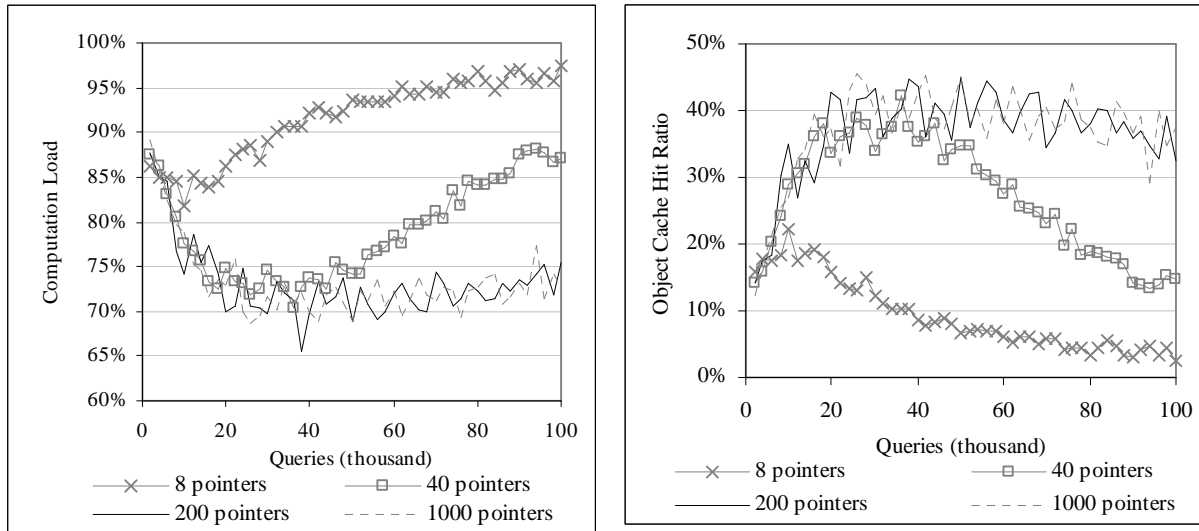 100%
95%
90%
85%
80%
75%
70%
65%
60%
Computation Load
0 20 40 60 80 100
Queries (thousand)
8 pointers 40 pointers
200 pointers 1000 pointers
50%
40%
30%
20%
10%
0%
Object Cache Hit Ratio
0 20 40 60 80 100
Queries (thousand)
8 pointers 40 pointers
200 pointers 1000 pointers